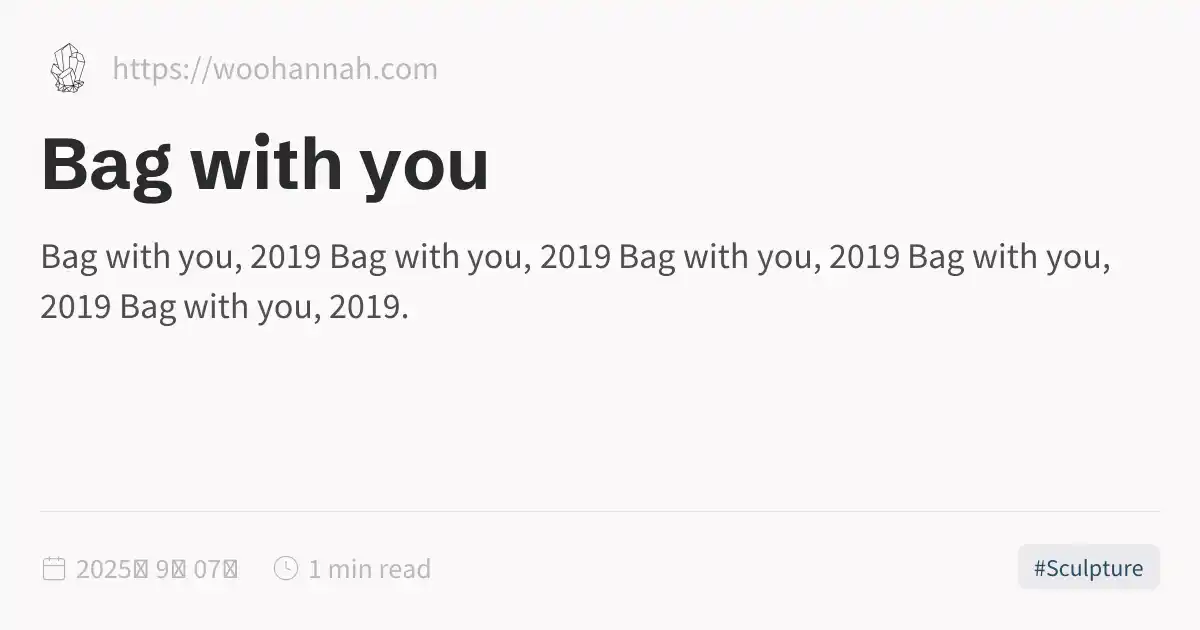 https://woohannah.com
Bag with you
Bag with you, 2019 Bag with you, 2019 Bag with you, 2019 Bag with you,
2019 Bag with you, 2019.
2025 9 07
1 min read
#Sculpture